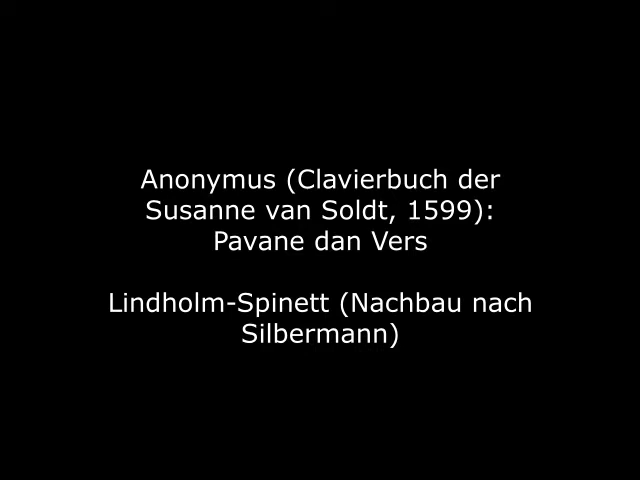 Anonymus (Clavierbuch der
Susanne van Soldt, 1599):
Pavane dan Vers
Lindholm-Spinett (Nachbau nach
Silbermann)